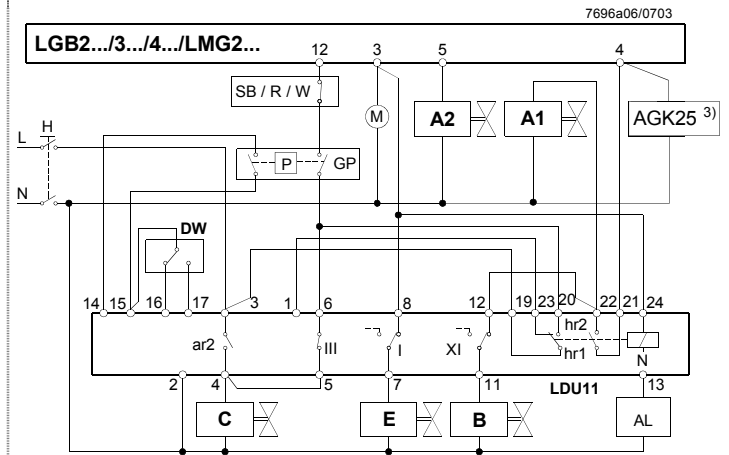 7696a06/0703
LGB2.../3.../4.../LMG2...
12 3 5 4
SB / R / W
M A2 A1 AGK25 3)
H
L
P GP
N
DW
14 15 16 17 3 1 6 8 12 19 23 20 22 21 24
ar2 III I XI hr2
hr1 N
2 4 5 7 11 LDU11 13
C E B AL